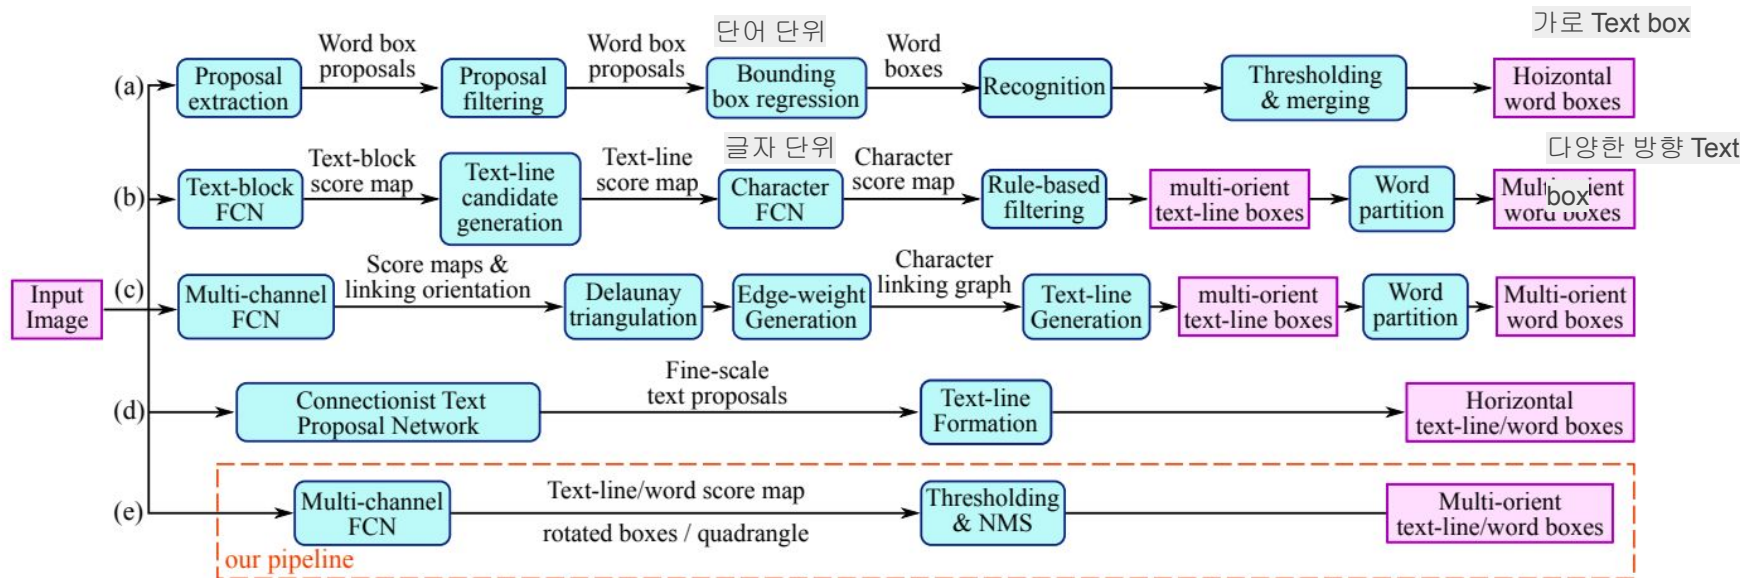 단어 단위
가로 Text box
Word box
proposals
Word box
proposals
Word
boxes
(a)
Proposal
extraction
Proposal
filtering
Bounding
box regression
Recognition
Thresholding
& merging
Hoizontal
word boxes
글자 단위
다양한 방향 Text
box
Text-block
score map
Text-line
score map
Character
score map
(b)
Text-block
FCN
Text-line
candidate
generation
Character
FCN
Rule-based
filtering
multi-orient
text-line boxes
Word
partition
Multi-orient
word boxes
Input
Image
(c)
Score maps &
linking orientation
Character
linking graph
Multi-channel
FCN
Delaunay
triangulation
Edge-weight
Generation
Text-line
Generation
multi-orient
text-line boxes
Word
partition
Multi-orient
word boxes
(d)
Connectionist Text
Proposal Network
Fine-scale
text proposals
Text-line
Formation
Horizontal
text-line/word boxes
(e)
Multi-channel
FCN
Text-line/word score map
rotated boxes / quadrangle
Thresholding
& NMS
Multi-orient
text-line/word boxes
our pipeline